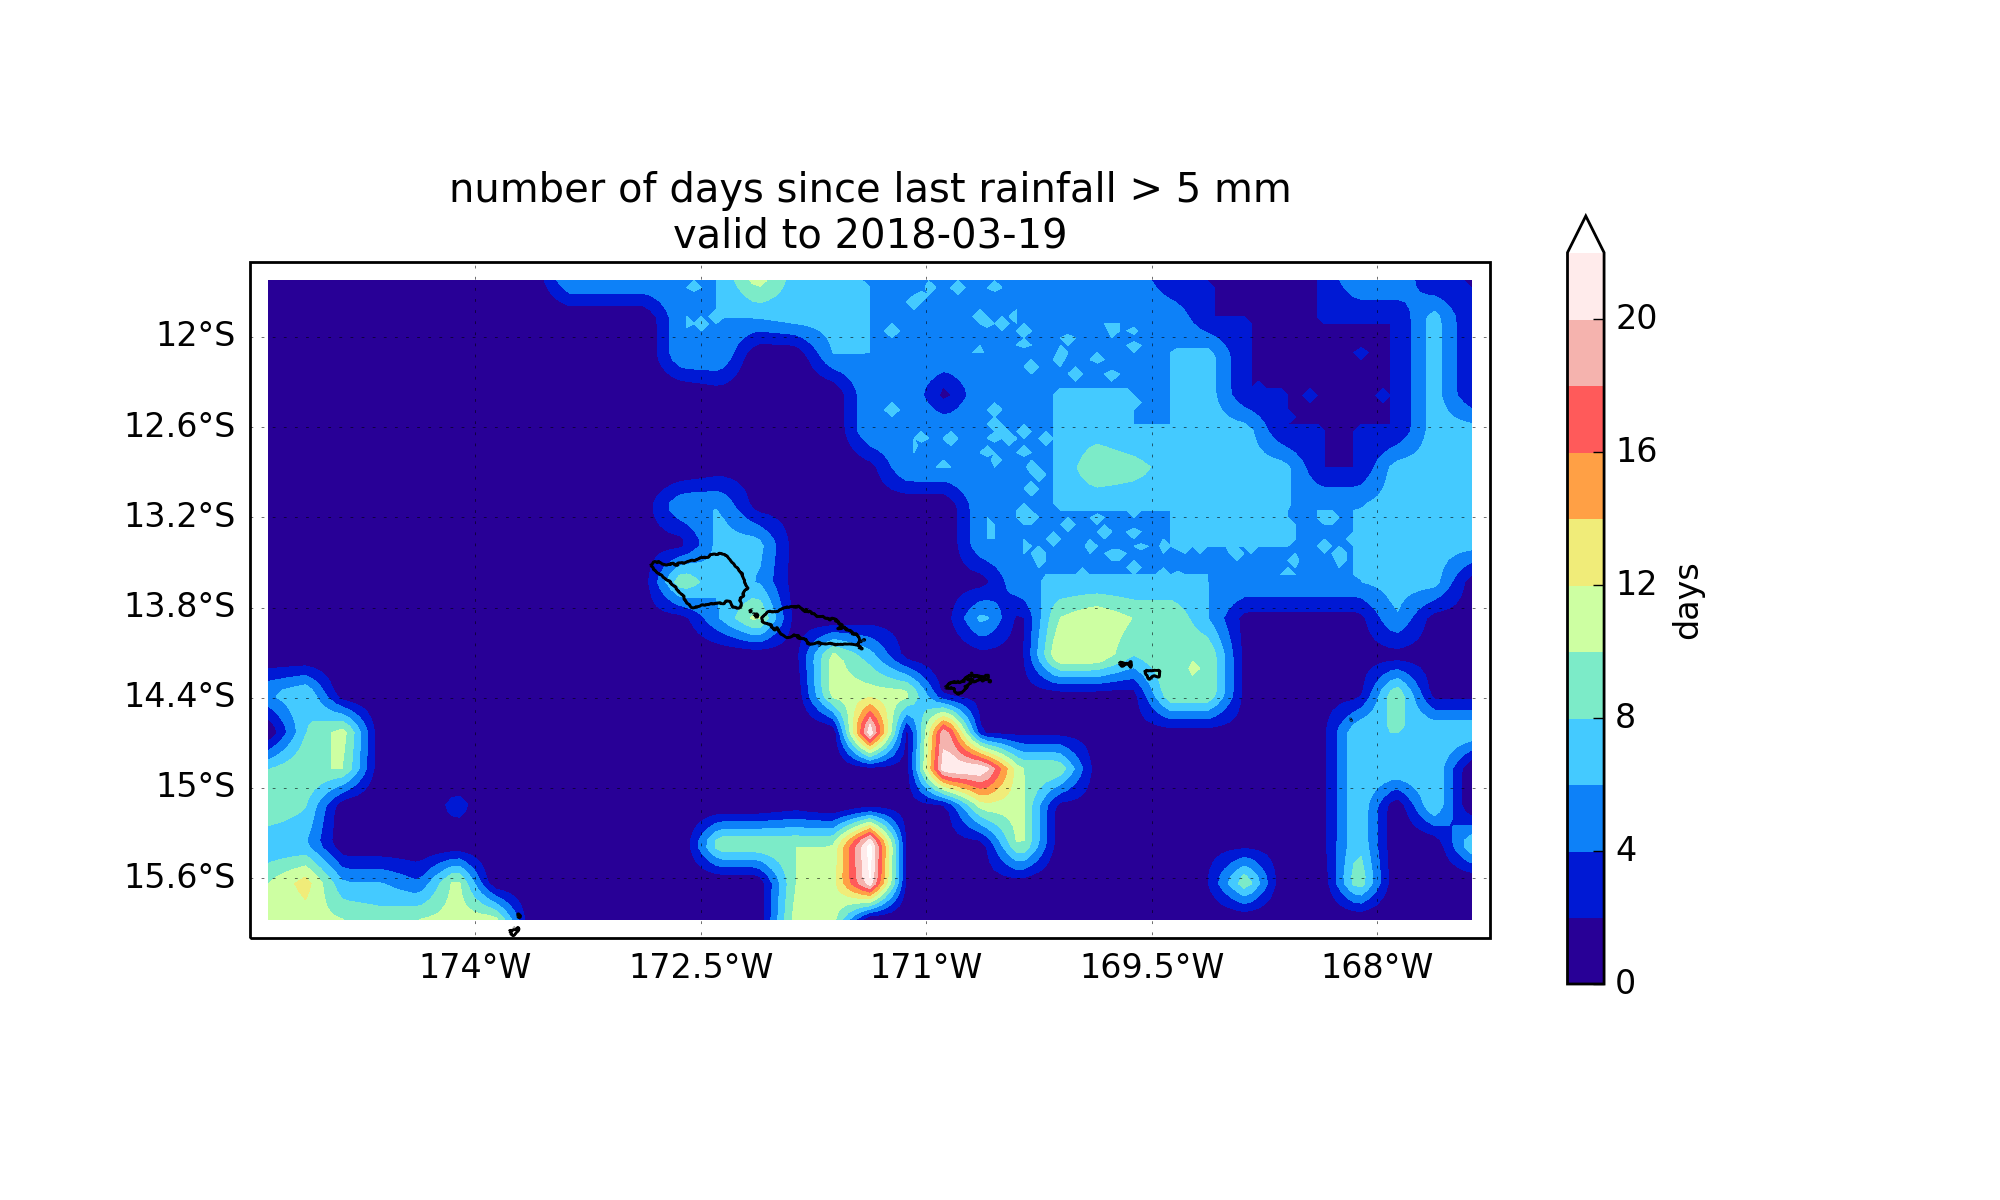 number of days since last rainfall > 5 mm
valid to 2018-03-19
12°S
12.6°S
13.2°S
13.8°S
14.4°S
15°S
15.6°S
174°W
172.5°W
171°W
169.5°W
168°W
20
16
12
8
4
0
days